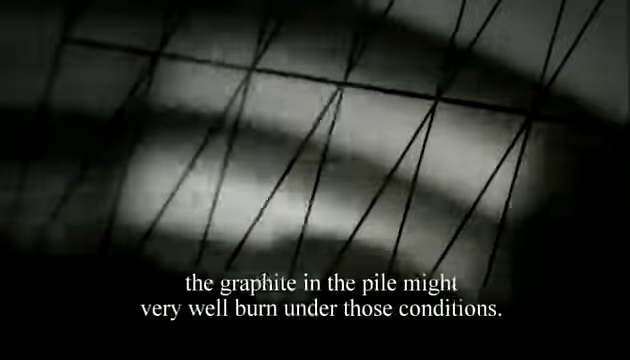 the graphite in the pile might
very well burn under those conditions.